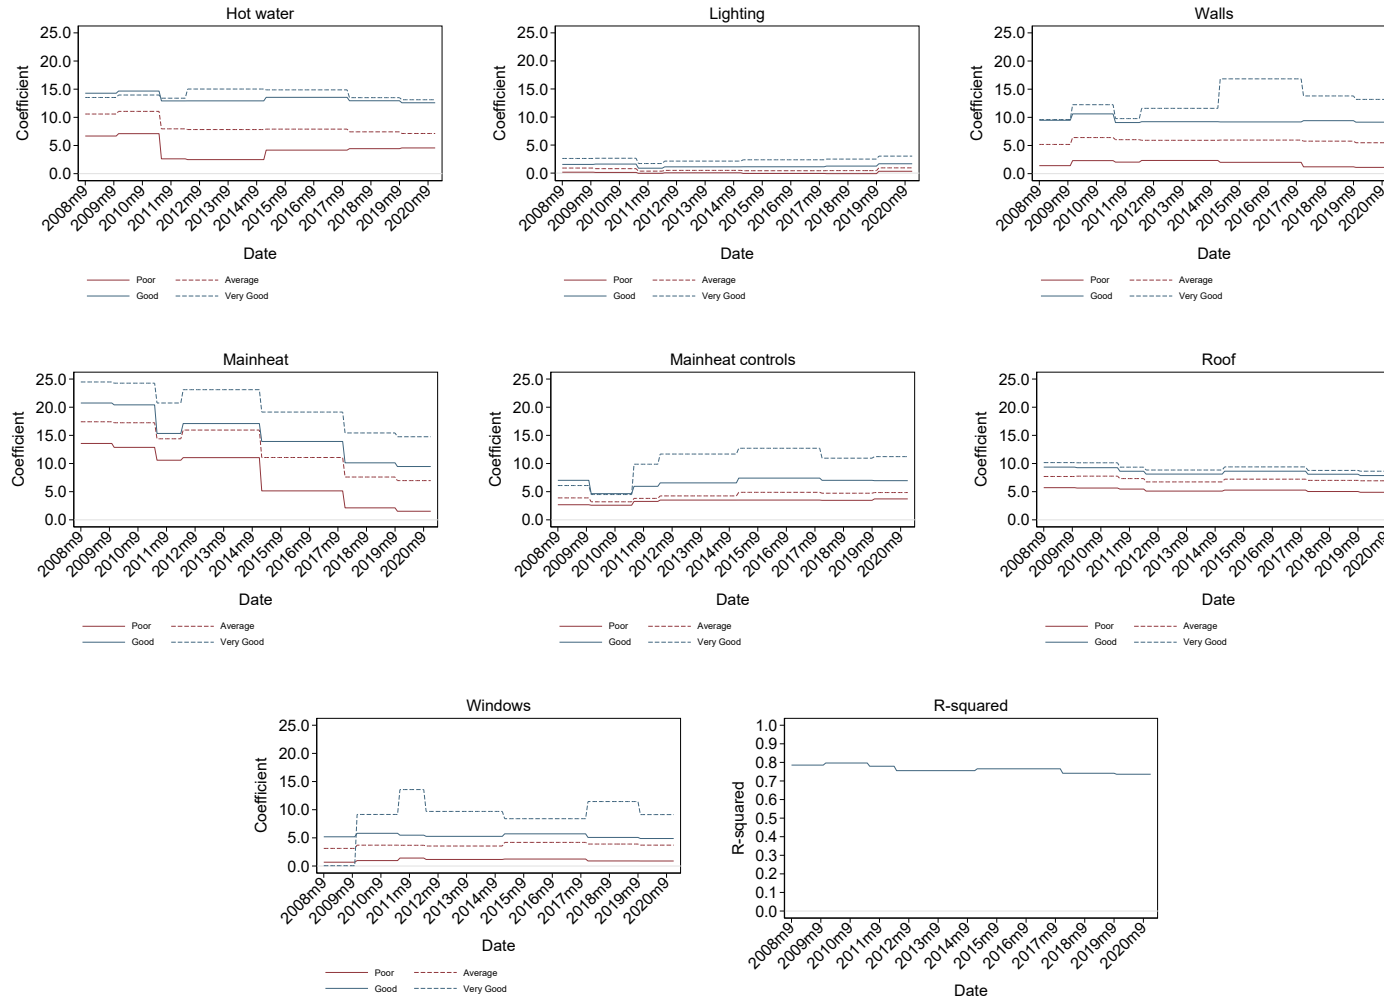 Hot water
Coefficient
25.0
20.0
15.0
10.0
5.0
0.0
2008m9
2009m9
2010m9
2011m9
2012m9
2013m9
2014m9
2015m9
2016m9
2017m9
2018m9
2019m9
2020m9
Date
Poor
Average
Good
Very Good
Lighting
Coefficient
25.0
20.0
15.0
10.0
5.0
0.0
2008m9
2009m9
2010m9
2011m9
2012m9
2013m9
2014m9
2015m9
2016m9
2017m9
2018m9
2019m9
2020m9
Date
Poor
Average
Good
Very Good
Walls
Coefficient
25.0
20.0
15.0
10.0
5.0
0.0
2008m9
2009m9
2010m9
2011m9
2012m9
2013m9
2014m9
2015m9
2016m9
2017m9
2018m9
2019m9
2020m9
Date
Poor
Average
Good
Very Good
Mainheat
Coefficient
25.0
20.0
15.0
10.0
5.0
0.0
2008m9
2009m9
2010m9
2011m9
2012m9
2013m9
2014m9
2015m9
2016m9
2017m9
2018m9
2019m9
2020m9
Date
Poor
Average
Good
Very Good
Mainheat controls
Coefficient
25.0
20.0
15.0
10.0
5.0
0.0
2008m9
2009m9
2010m9
2011m9
2012m9
2013m9
2014m9
2015m9
2016m9
2017m9
2018m9
2019m9
2020m9
Date
Poor
Average
Good
Very Good
Roof
Coefficient
25.0
20.0
15.0
10.0
5.0
0.0
2008m9
2009m9
2010m9
2011m9
2012m9
2013m9
2014m9
2015m9
2016m9
2017m9
2018m9
2019m9
2020m9
Date
Poor
Average
Good
Very Good
Windows
Coefficient
25.0
20.0
15.0
10.0
5.0
0.0
2008m9
2009m9
2010m9
2011m9
2012m9
2013m9
2014m9
2015m9
2016m9
2017m9
2018m9
2019m9
2020m9
Date
Poor
Average
Good
Very Good
R-squared
R-squared
1.0
0.9
0.8
0.7
0.6
0.5
0.4
0.3
0.2
0.1
0.0
2008m9
2009m9
2010m9
2011m9
2012m9
2013m9
2014m9
2015m9
2016m9
2017m9
2018m9
2019m9
2020m9
Date